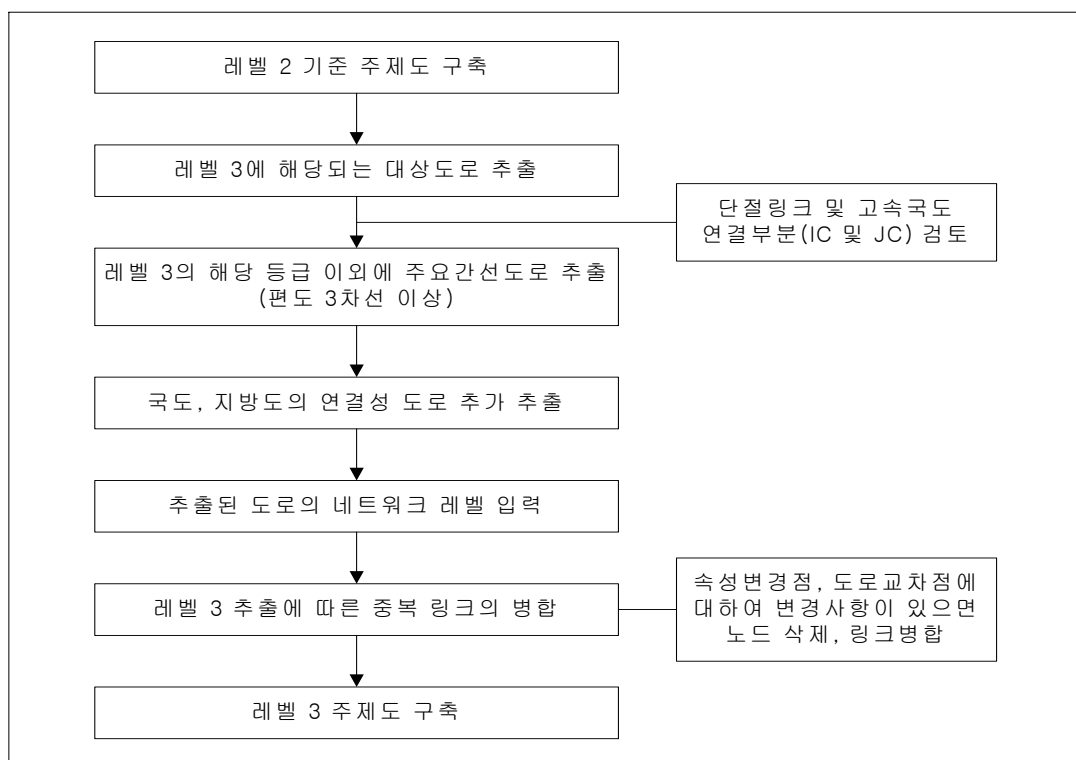 레벨 2 기준 주제도 구축
레벨 3에 해당되는 대상도로 추출
단절링크 및 고속국도
연결부분(IC 및 JC) 검토
레벨 3의 해당 등급 이외에 주요간선도로 추출
(편도 3차선 이상)
국도, 지방도의 연결성 도로 추가 추출
추출된 도로의 네트워크 레벨 입력
레벨 3 추출에 따른 중복 링크의 병합
속성변경점, 도로교차점에
대하여 변경사항이 있으면
노드 삭제, 링크병합
레벨 3 주제도 구축